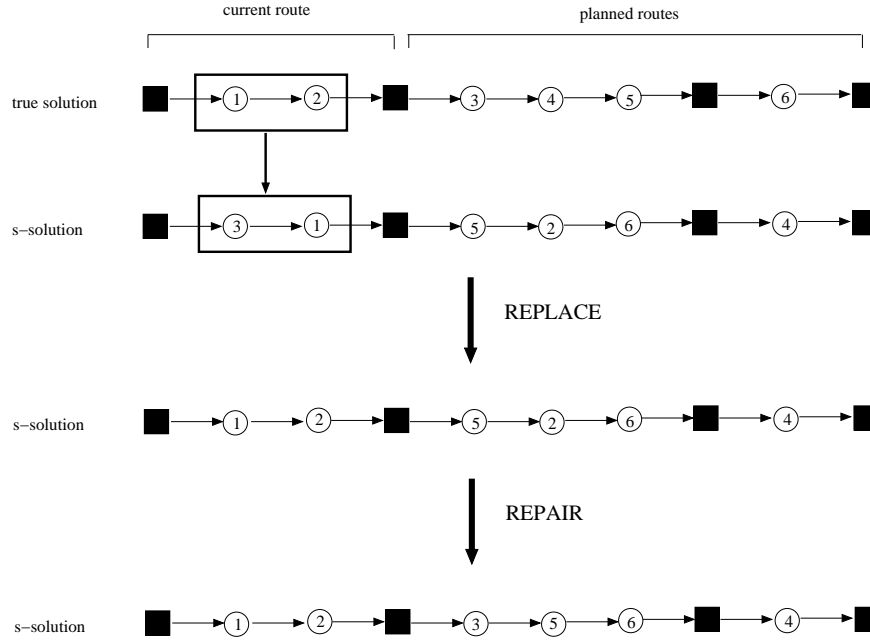 current route planned routes
true solution 1 2 3 4 5 6
s−solution 3 1 5 2 6 4
REPLACE
s−solution 1 2 5 2 6 4
REPAIR
s−solution 1 2 3 5 6 4